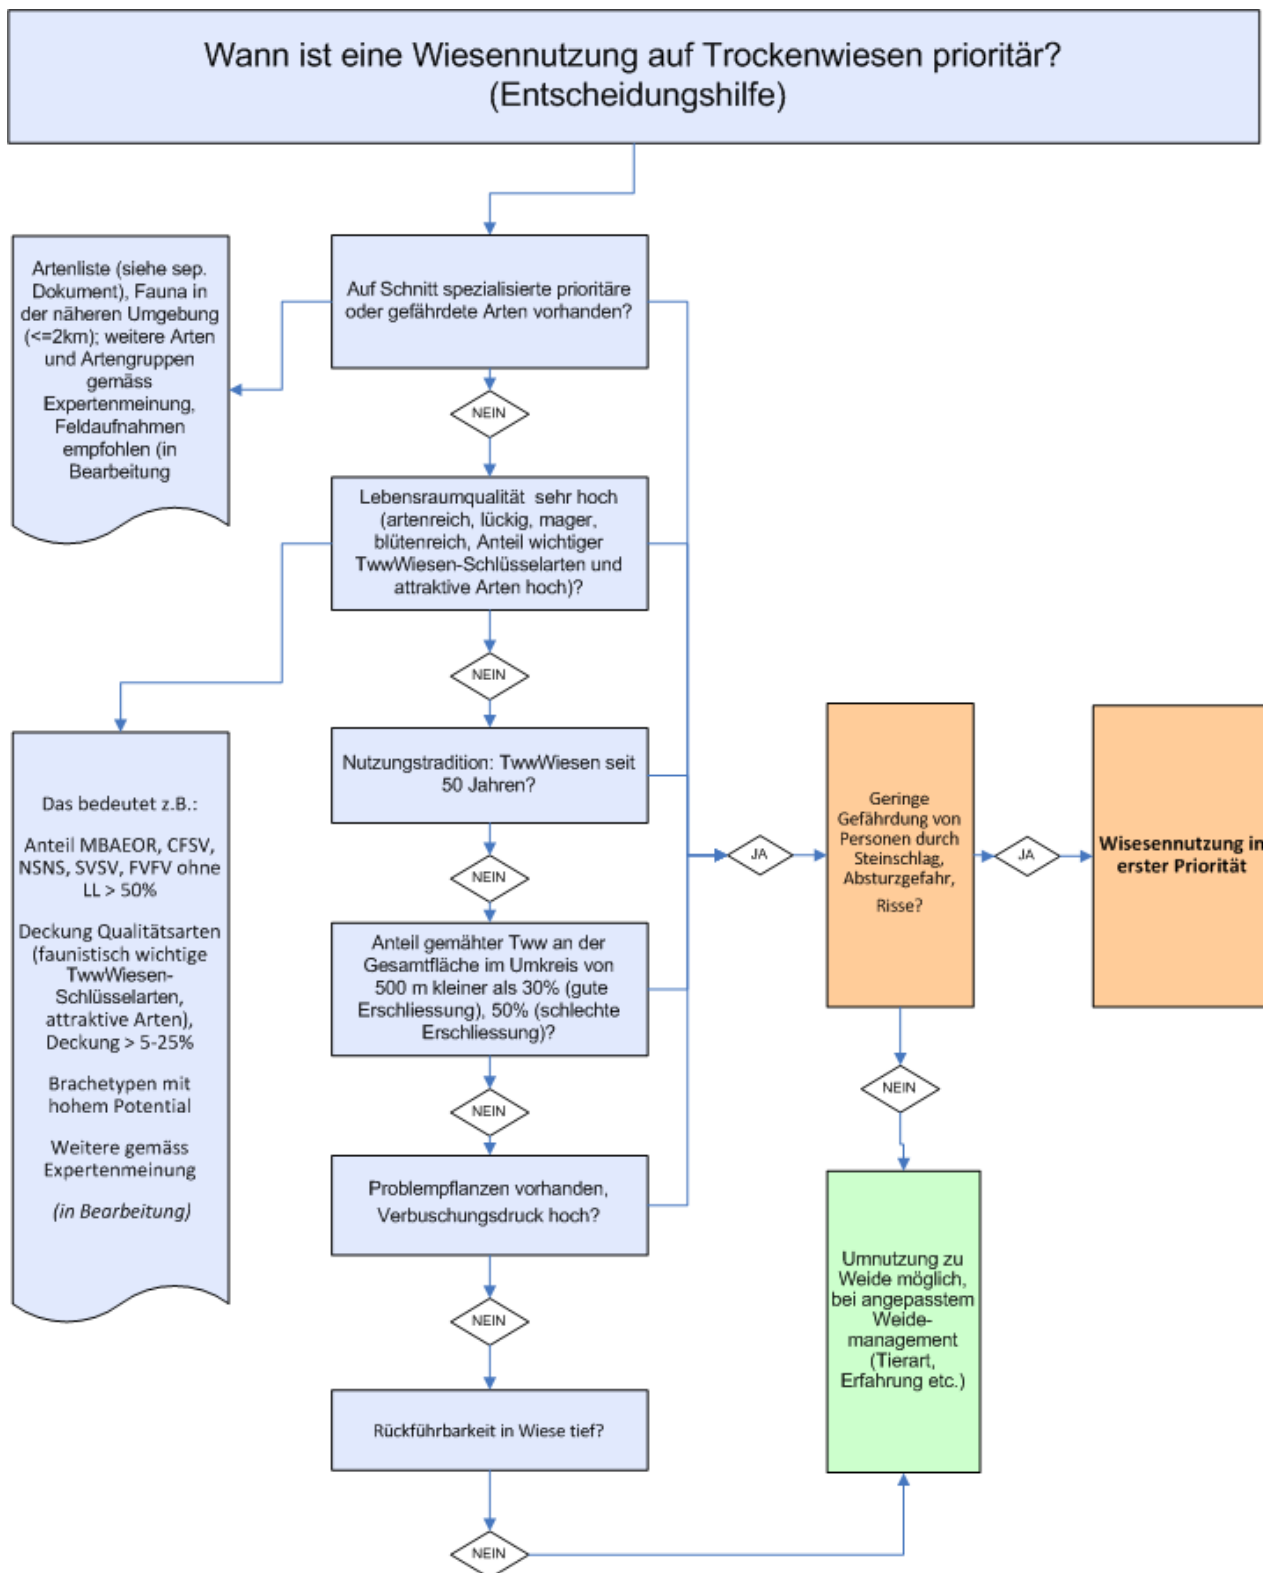 Wann ist eine Wiesennutzung auf Trockenwiesen prioritär?
(Entscheidungshilfe)
Artenliste (siehe sep.
Dokument), Fauna in
der näheren Umgebung
(<=2km); weitere Arten
und Artengruppen
gemäss
Expertenmeinung,
Feldaufnahmen
empfohlen (in
Bearbeitung
Auf Schnitt spezialisierte prioritäre
oder gefährdete Arten vorhanden?
NEIN
Lebensraumqualität sehr hoch
(artenreich, lückig, mager,
blütenreich, Anteil wichtiger
TwwWiesen-Schlüsselarten und
attraktive Arten hoch)?
NEIN
Das bedeutet z.B.:
Anteil MBAEOR, CFSV,
NSNS, SVSV, FVFV ohne
LL > 50%
Deckung Qualitätsarten
(faunistisch wichtige
TwwWiesen-
Schlüsselarten,
attraktive Arten),
Deckung > 5-25%
Brachetypen mit
hohem Potential
Weitere gemäss
Expertenmeinung
(in Bearbeitung)
Nutzungstradition: TwwWiesen seit
50 Jahren?
NEIN
Anteil gemähter Tww an der
Gesamtfläche im Umkreis von
500 m kleiner als 30% (gute
Erschliessung), 50% (schlechte
Erschliessung)?
NEIN
Problempflanzen vorhanden,
Verbuschungsdruck hoch?
NEIN
Rückführbarkeit in Wiese tief?
NEIN
JA
Geringe
Gefährdung von
Personen durch
Steinschlag,
Absturzgefahr,
Risse?
JA
Wisesennutzung in
erster Priorität
NEIN
Umnutzung zu
Weide möglich,
bei angepasstem
Weide-
management
(Tierart,
Erfahrung etc.)